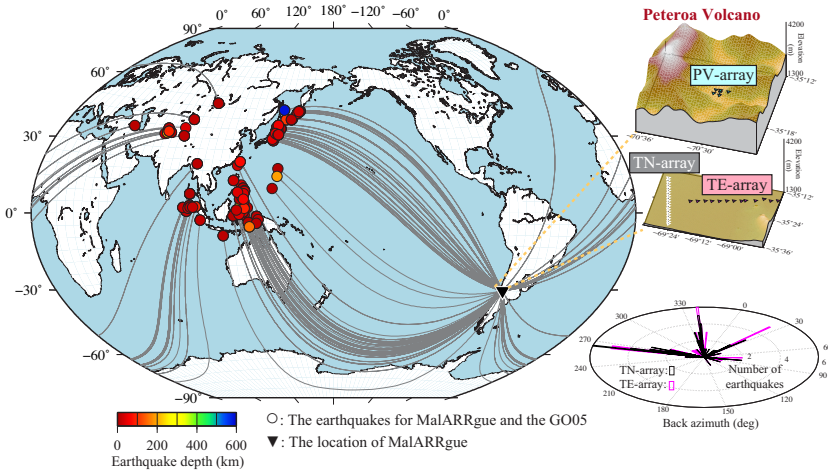 0° 60° 120° 180° −120° −60° 0°
90°
60°
30°
0°
−30°
−60°
−90°
0 200 400 600
Earthquake depth (km)
: The earthquakes for MalARRgue and the GO05
: The location of MalARRgue
Peteroa Volcano
4200
Elevation
(m)
1300
PV-array
−35°12'
−35°18'
−70°36'
−70°30'
TN-array
TE-array
4200
Elevation
(m)
1300
−35°12'
−35°24'
−35°36'
−69°24'
−69°12'
−69°00'
330
0
300
30
270
60
240
90
210
120
180
150
2 4 6
TN-array:
TE-array:
Number of
earthquakes
Back azimuth (deg)